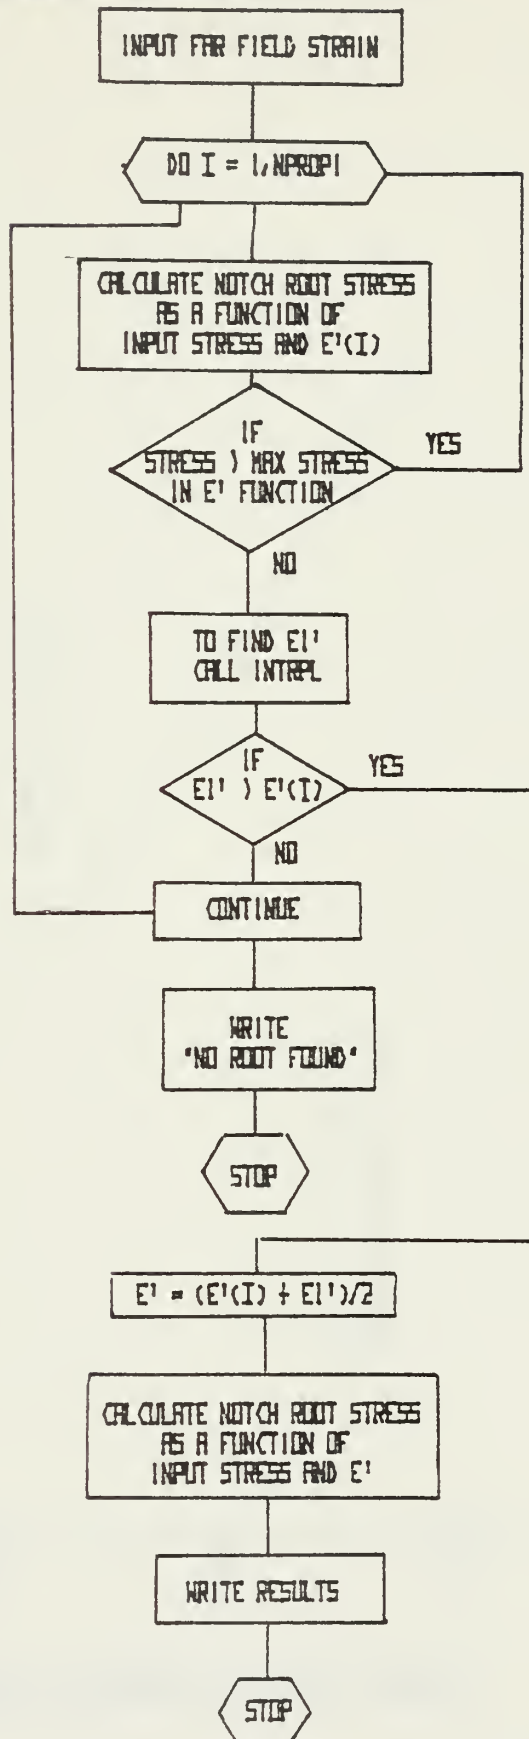 INPUT FAR FIELD STRAIN
DO I = 1,NPROP1
CALCULATE NOTCH ROOT STRESS
AS A FUNCTION OF
INPUT STRESS AND E'(I)
IF
STRESS > MAX STRESS
IN E' FUNCTION
YES
NO
TO FIND E1'
CALL INTRPL
IF
E1' > E'(I)
YES
NO
CONTINUE
WRITE
"NO ROOT FOUND"
STOP
E' = (E'(I) + E1')/2
CALCULATE NOTCH ROOT STRESS
AS A FUNCTION OF
INPUT STRESS AND E'
WRITE RESULTS
STOP